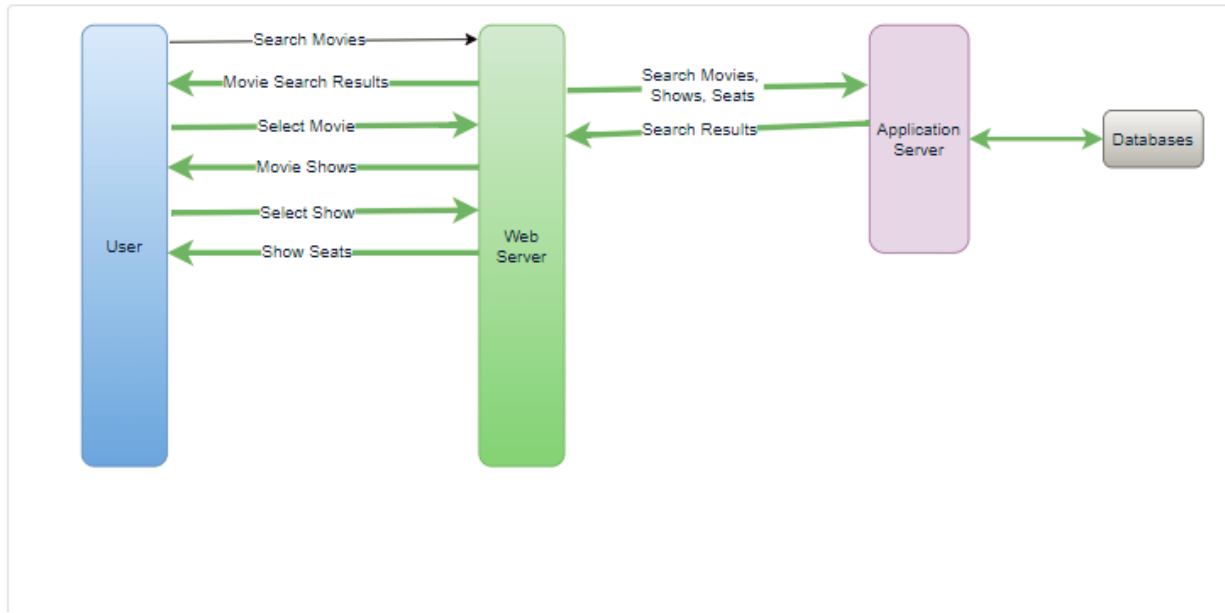 Search Movies
Movie Search Results
Select Movie
Movie Shows
Select Show
Show Seats
User
Web
Server
Search Movies,
Shows, Seats
Search Results
Application
Server
Databases